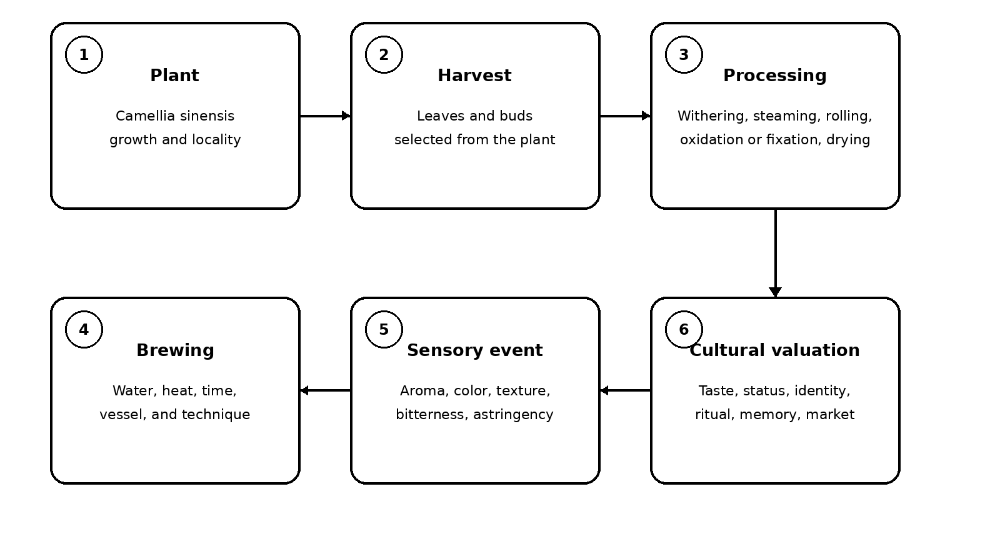 1
Plant
Camellia sinensis
growth and locality
2
Harvest
Leaves and buds
selected from the plant
3
Processing
Withering, steaming, rolling,
oxidation or fixation, drying
4
Brewing
Water, heat, time,
vessel, and technique
5
Sensory event
Aroma, color, texture,
bitterness, astringency
6
Cultural valuation
Taste, status, identity,
ritual, memory, market